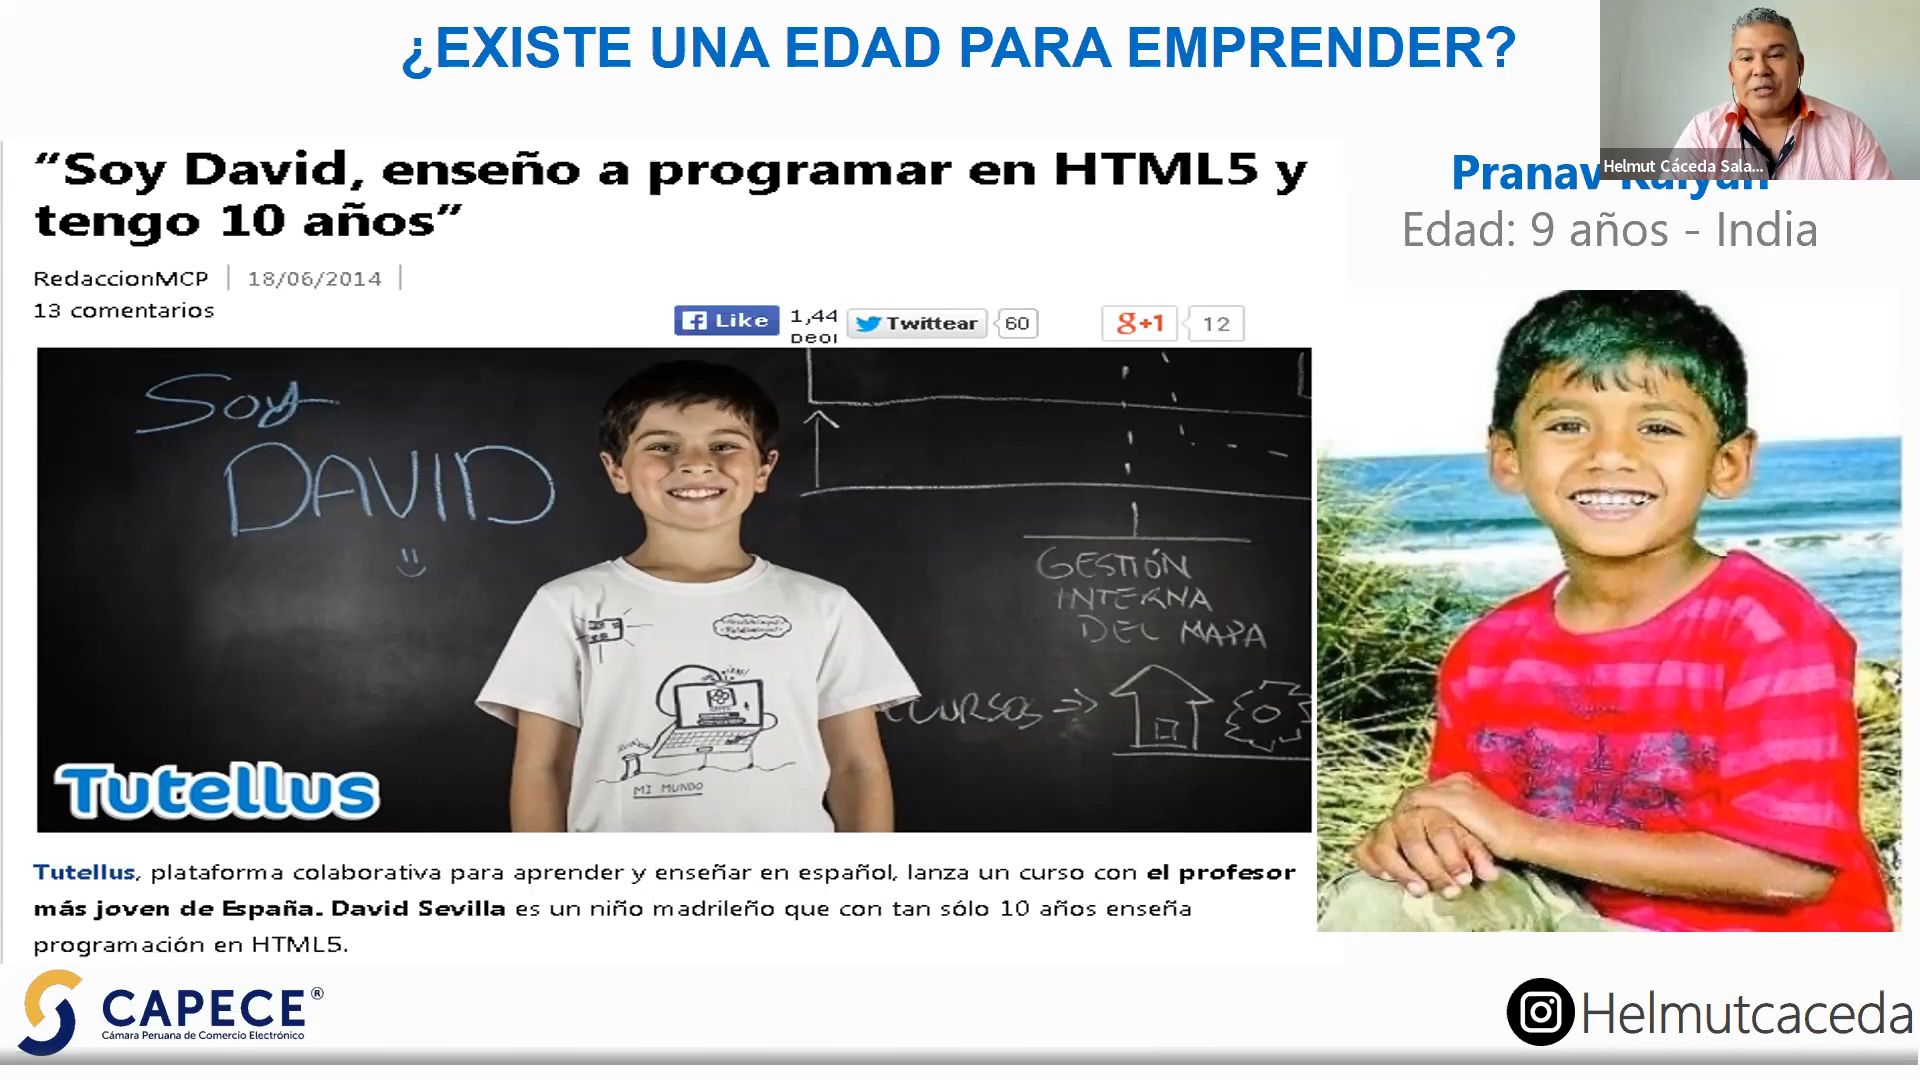 ¿EXISTE UNA EDAD PARA EMPRENDER?
Helmut Cáceda Sala...
“Soy David, enseño a programar en HTML5 y
tengo 10 años”
RedaccionMCP | 18/06/2014 |
13 comentarios
Like
1,44
Twittear
60
g+1
12
Pranav Kalyan
Edad: 9 años - India
Soy
DAVID
GESTIÓN
INTERNA
DEL MAPA
CURSOS
MI MUNDO
Tutellus
Tutellus, plataforma colaborativa para aprender y enseñar en español, lanza un curso con el profesor
más joven de España. David Sevilla es un niño madrileño que con tan sólo 10 años enseña
programación en HTML5.
CAPECE®
Cámara Peruana de Comercio Electrónico
Helmutcaceda